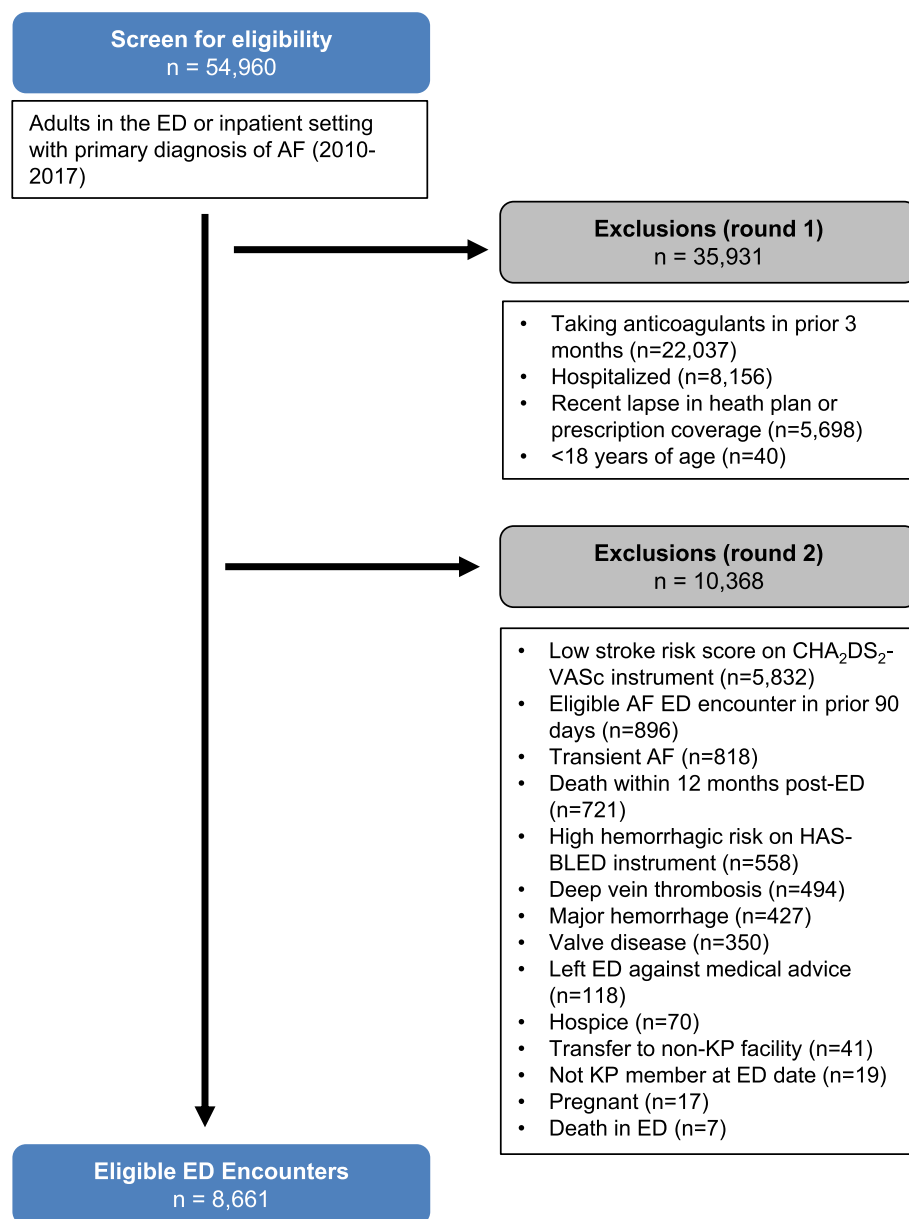 Screen for eligibility
n = 54,960
Adults in the ED or inpatient setting
with primary diagnosis of AF (2010-
2017)
Exclusions (round 1)
n = 35,931
• Taking anticoagulants in prior 3
months (n=22,037)
• Hospitalized (n=8,156)
• Recent lapse in heath plan or
prescription coverage (n=5,698)
• <18 years of age (n=40)
Exclusions (round 2)
n = 10,368
• Low stroke risk score on CHA₂DS₂-
VASc instrument (n=5,832)
• Eligible AF ED encounter in prior 90
days (n=896)
• Transient AF (n=818)
• Death within 12 months post-ED
(n=721)
• High hemorrhagic risk on HAS-
BLED instrument (n=558)
• Deep vein thrombosis (n=494)
• Major hemorrhage (n=427)
• Valve disease (n=350)
• Left ED against medical advice
(n=118)
• Hospice (n=70)
• Transfer to non-KP facility (n=41)
• Not KP member at ED date (n=19)
• Pregnant (n=17)
• Death in ED (n=7)
Eligible ED Encounters
n = 8,661